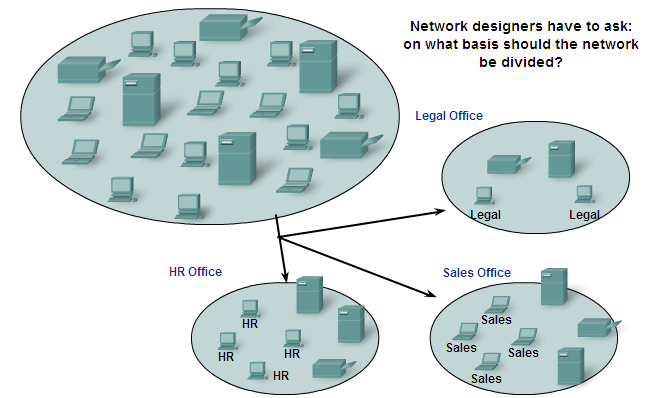 Network designers have to ask:
on what basis should the network
be divided?
Legal Office
Legal
Legal
HR Office
HR
HR
HR
HR
Sales Office
Sales
Sales
Sales
Sales